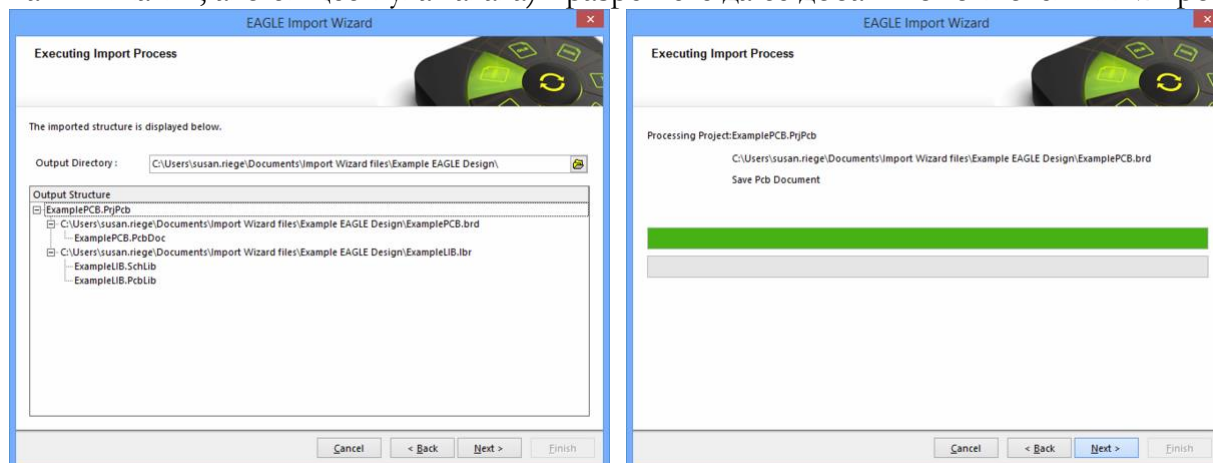 EAGLE Import Wizard
Executing Import Process
The imported structure is displayed below.
Output Directory : C:\Users\susan.riege\Documents\Import Wizard files\Example EAGLE Design\
Output Structure
ExamplePCB.PrjPcb
C:\Users\susan.riege\Documents\Import Wizard files\Example EAGLE Design\ExamplePCB.brd
ExamplePCB.PcbDoc
C:\Users\susan.riege\Documents\Import Wizard files\Example EAGLE Design\ExampleLIB.lbr
ExampleLIB.SchLib
ExampleLIB.PcbLib
Cancel < Back Next > Finish
EAGLE Import Wizard
Executing Import Process
Processing Project:ExamplePCB.PrjPcb
C:\Users\susan.riege\Documents\Import Wizard files\Example EAGLE Design\ExamplePCB.brd
Save Pcb Document
Cancel < Back Next > Finish